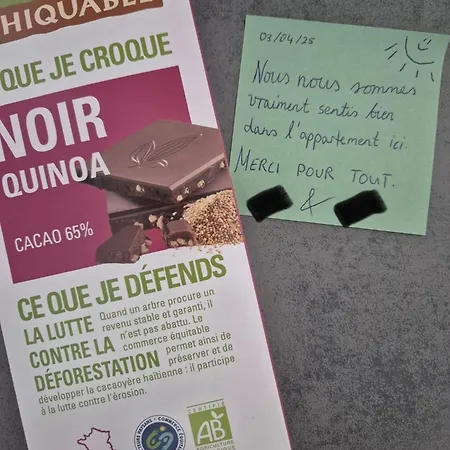 HIQUABLE
QUE JE CROQUE
NOIR
QUINOA
CACAO 65%
CE QUE JE DÉFENDS
LA LUTTE
CONTRE LA
DÉFORESTATION
Quand un arbre procure un
revenu stable et garanti, il
n'est pas abattu. Le
commerce équitable
permet ainsi de
préserver et de
développer la cacaoyère haïtienne : il participe
à la lutte contre l'érosion.
CERTIFIÉ
AB
AGRICULTURE
03/04/25
Nous nous sommes
vraiment sentis bien
dans l'appartement ici.
MERCI POUR TOUT.
&